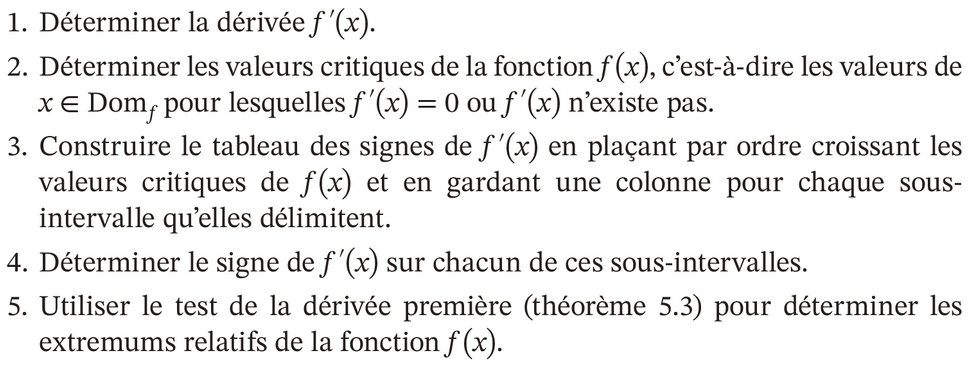 1. Déterminer la dérivée f ′(x).
2. Déterminer les valeurs critiques de la fonction f (x), c’est-à-dire les valeurs de
x ∈ Dom_f pour lesquelles f ′(x) = 0 ou f ′(x) n’existe pas.
3. Construire le tableau des signes de f ′(x) en plaçant par ordre croissant les
valeurs critiques de f(x) et en gardant une colonne pour chaque sous-
intervalle qu’elles délimitent.
4. Déterminer le signe de f ′(x) sur chacun de ces sous-intervalles.
5. Utiliser le test de la dérivée première (théorème 5.3) pour déterminer les
extremums relatifs de la fonction f (x).